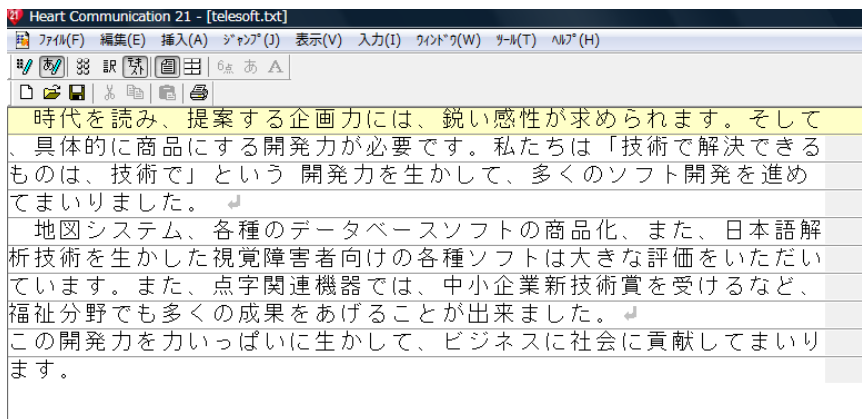 Heart Communication 21 - [telesoft.txt]
ﾌｧｲﾙ(F) 編集(E) 挿入(A) ｼﾞｬﾝﾌﾟ(J) 表示(V) 入力(I) ｳｨﾝﾄﾞｳ(W) ﾂｰﾙ(T) ﾍﾙﾌﾟ(H)
あ 訳 6点 あ A
　時代を読み、提案する企画力には、鋭い感性が求められます。そして
、具体的に商品にする開発力が必要です。私たちは「技術で解決できる
ものは、技術で」という 開発力を生かして、多くのソフト開発を進め
てまいりました。
　地図システム、各種のデータベースソフトの商品化、また、日本語解
析技術を生かした視覚障害者向けの各種ソフトは大きな評価をいただい
ています。また、点字関連機器では、中小企業新技術賞を受けるなど、
福祉分野でも多くの成果をあげることが出来ました。
この開発力を力いっぱいに生かして、ビジネスに社会に貢献してまいり
ます。